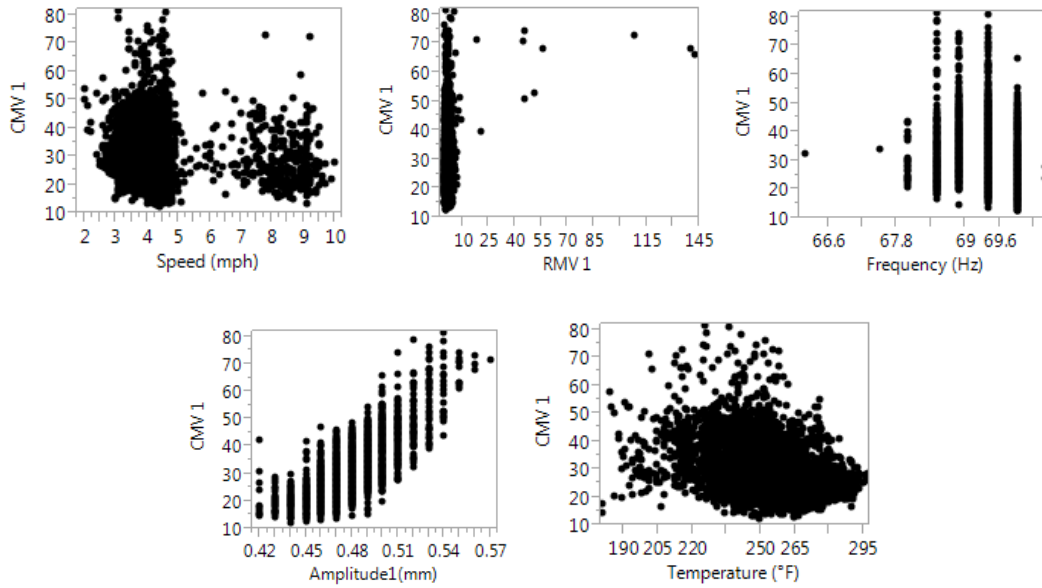 80
70
60
50
40
30
20
10
CMV 1
2 3 4 5 6 7 8 9 10
Speed (mph)
80
70
60
50
40
30
20
10
CMV 1
10 25 40 55 70 85 115 145
RMV 1
80
70
60
50
40
30
20
10
CMV 1
66.6 67.8 69 69.6
Frequency (Hz)
80
70
60
50
40
30
20
10
CMV 1
0.42 0.45 0.48 0.51 0.54 0.57
Amplitude1(mm)
80
70
60
50
40
30
20
10
CMV 1
190 205 220 250 265 295
Temperature (°F)